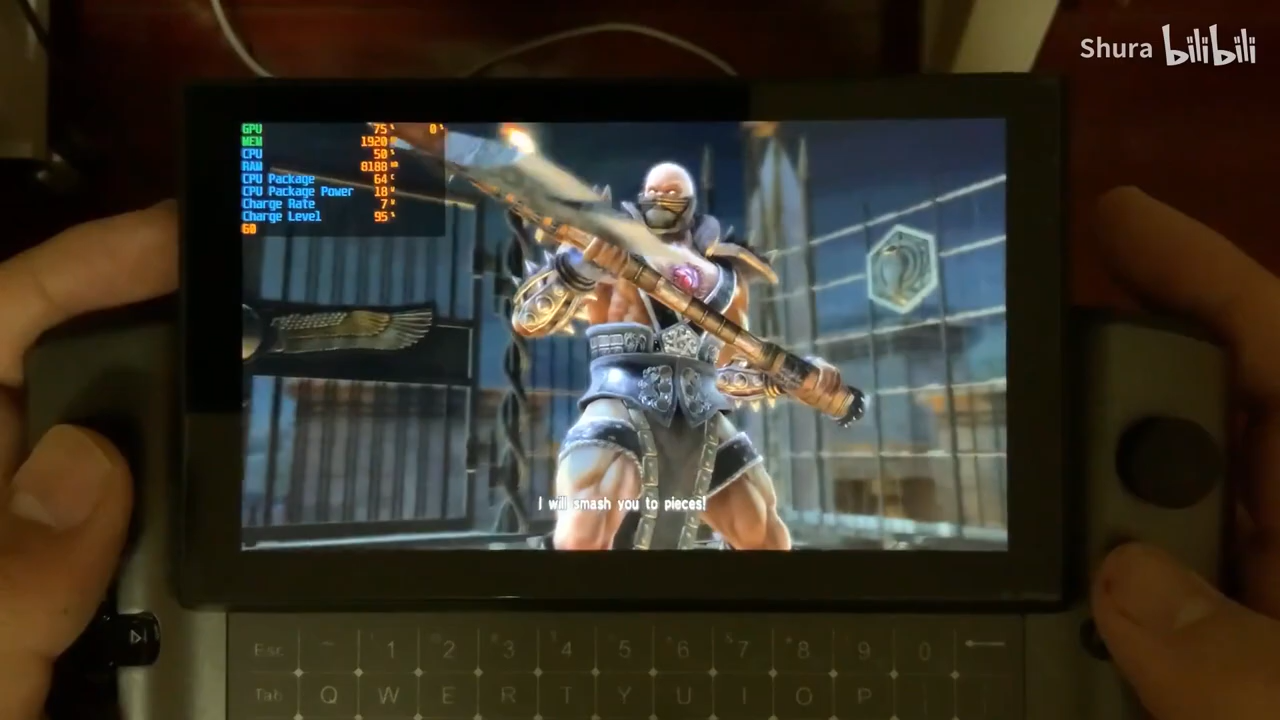 Shura bilibili
GPU 75 % 0 %
MEM 1920
CPU 50 %
RAM 8188 MB
CPU Package 64 C
CPU Package Power 18 W
Charge Rate 7 W
Charge Level 95 %
60
I will smash you to pieces!
Esc ~ 1 2 3 4 5 6 7 8 9 0
Tab Q W E R T Y U I O P